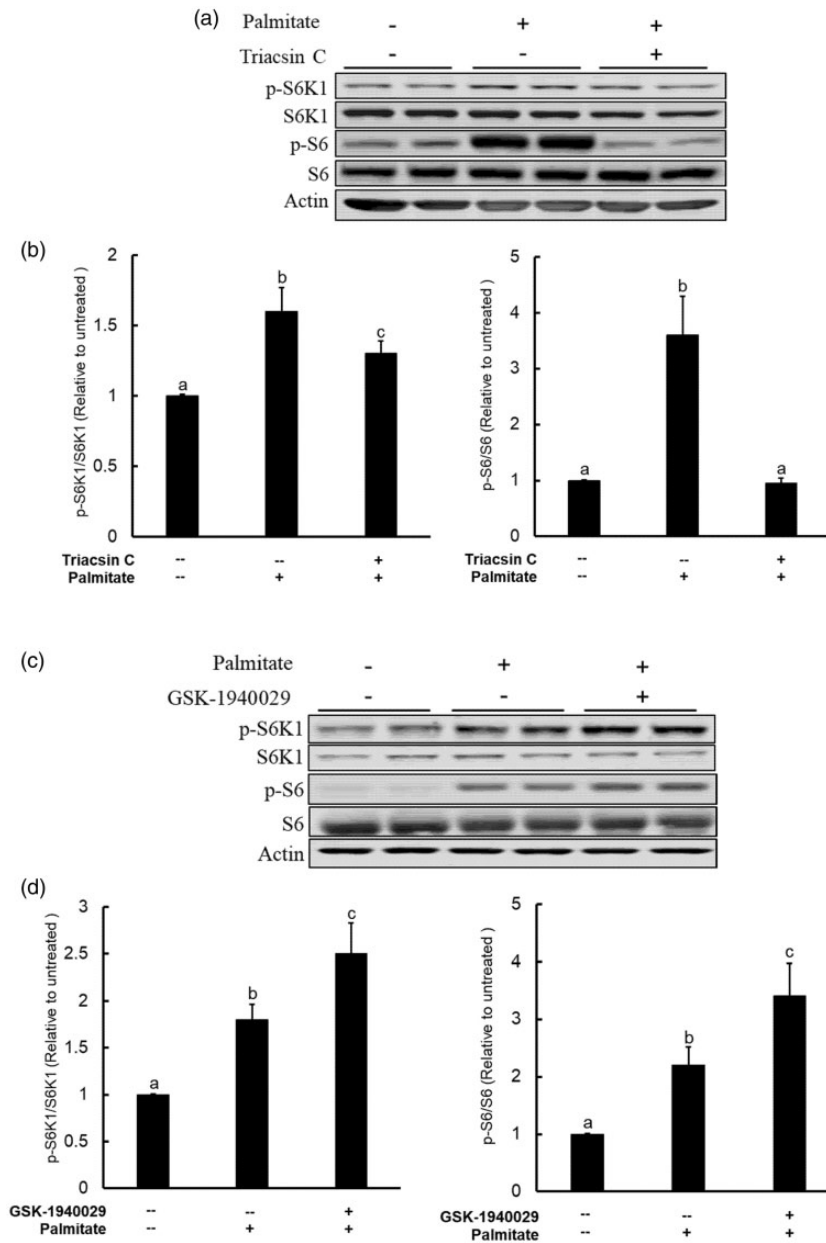 (a)
Palmitate - + +
Triacsin C - - +
p-S6K1
S6K1
p-S6
S6
Actin
(b)
p-S6K1/S6K1 (Relative to untreated )
2
1.5
1
0.5
0
a
b
c
Triacsin C -- -- +
Palmitate -- + +
p-S6/S6 (Relative to untreated )
5
4
3
2
1
0
a
b
a
Triacsin C -- -- +
Palmitate -- + +
(c)
Palmitate - + +
GSK-1940029 - - +
p-S6K1
S6K1
p-S6
S6
Actin
(d)
p-S6K1/S6K1 (Relative to untreated )
3
2.5
2
1.5
1
0.5
0
a
b
c
GSK-1940029 -- -- +
Palmitate -- + +
p-S6/S6 (Relative to untreated )
5
4
3
2
1
0
a
b
c
GSK-1940029 -- -- +
Palmitate -- + +